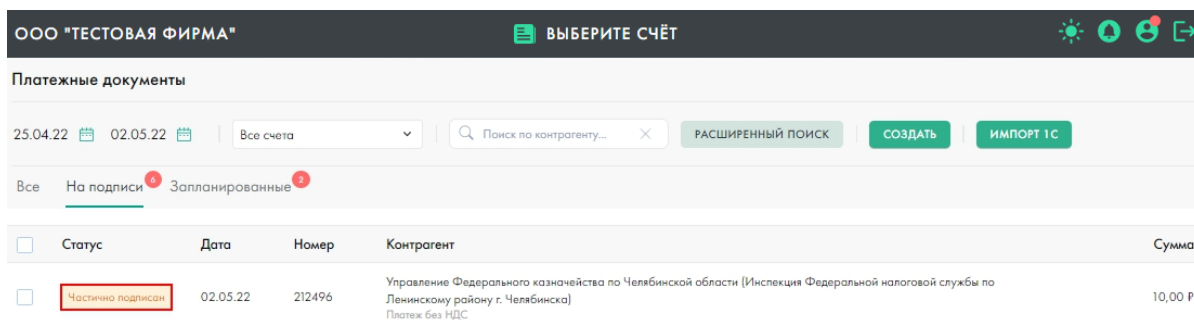 ООО "ТЕСТОВАЯ ФИРМА" ВЫБЕРИТЕ СЧЁТ
Платежные документы
25.04.22 02.05.22 Все счета Поиск по контрагенту... РАСШИРЕННЫЙ ПОИСК СОЗДАТЬ ИМПОРТ 1С
Все На подписи 6 Запланированные 2
Статус Дата Номер Контрагент Сумма
Частично подписан 02.05.22 212496 Управление Федерального казначейства по Челябинской области (Инспекция Федеральной налоговой службы по 10,00 ₽
Ленинскому району г. Челябинска)
Платеж без НДС